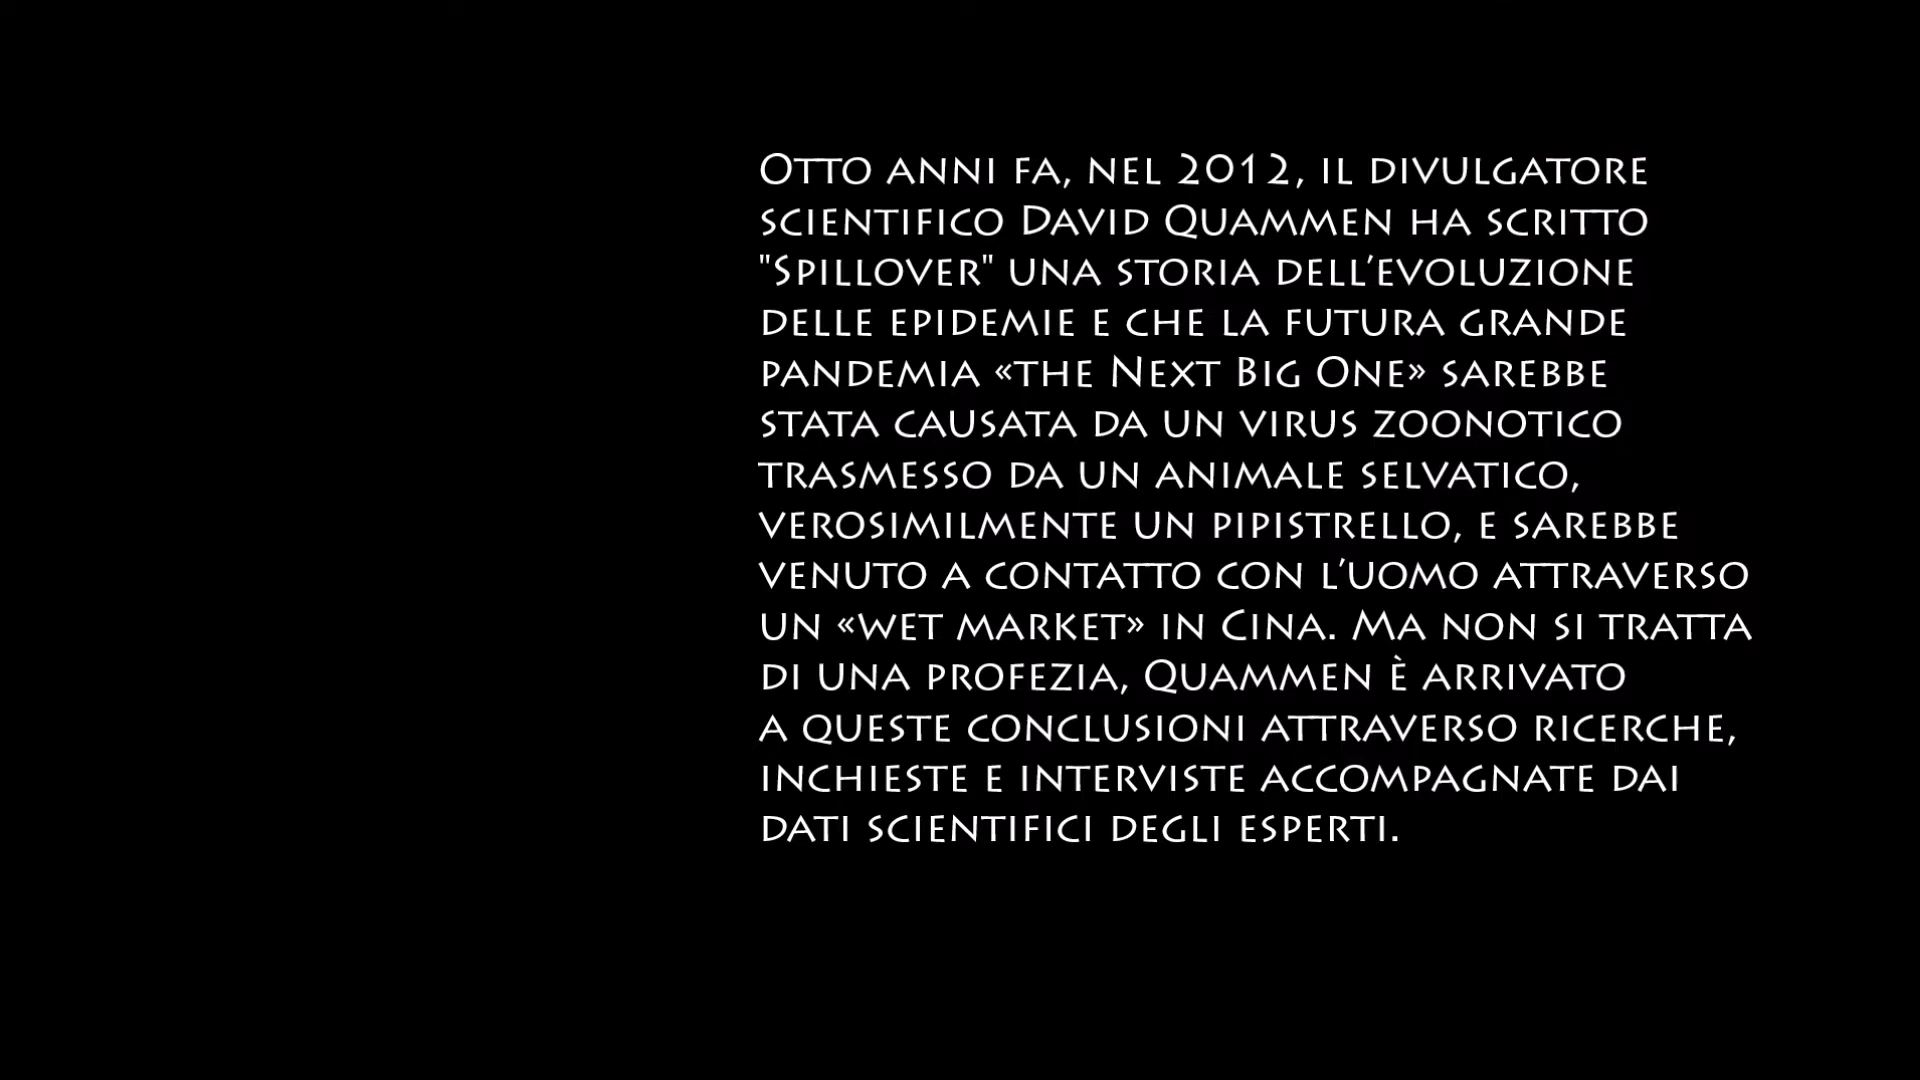 Otto anni fa, nel 2012, il divulgatore
scientifico David Quammen ha scritto
"Spillover" una storia dell’evoluzione
delle epidemie e che la futura grande
pandemia «the Next Big One» sarebbe
stata causata da un virus zoonotico
trasmesso da un animale selvatico,
verosimilmente un pipistrello, e sarebbe
venuto a contatto con l’uomo attraverso
un «wet market» in Cina. Ma non si tratta
di una profezia, Quammen è arrivato
a queste conclusioni attraverso ricerche,
inchieste e interviste accompagnate dai
dati scientifici degli esperti.